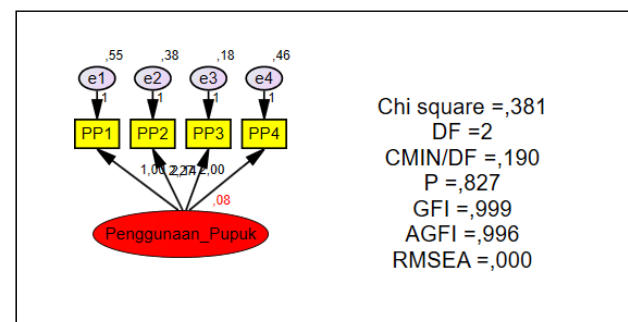 ,55 ,38 ,18 ,46
e1 e2 e3 e4
1 1 1 1
PP1 PP2 PP3 PP4
1,00 2,00
,08
Penggunaan_Pupuk
Chi square =,381
DF =2
CMIN/DF =,190
P =,827
GFI =,999
AGFI =,996
RMSEA =,000